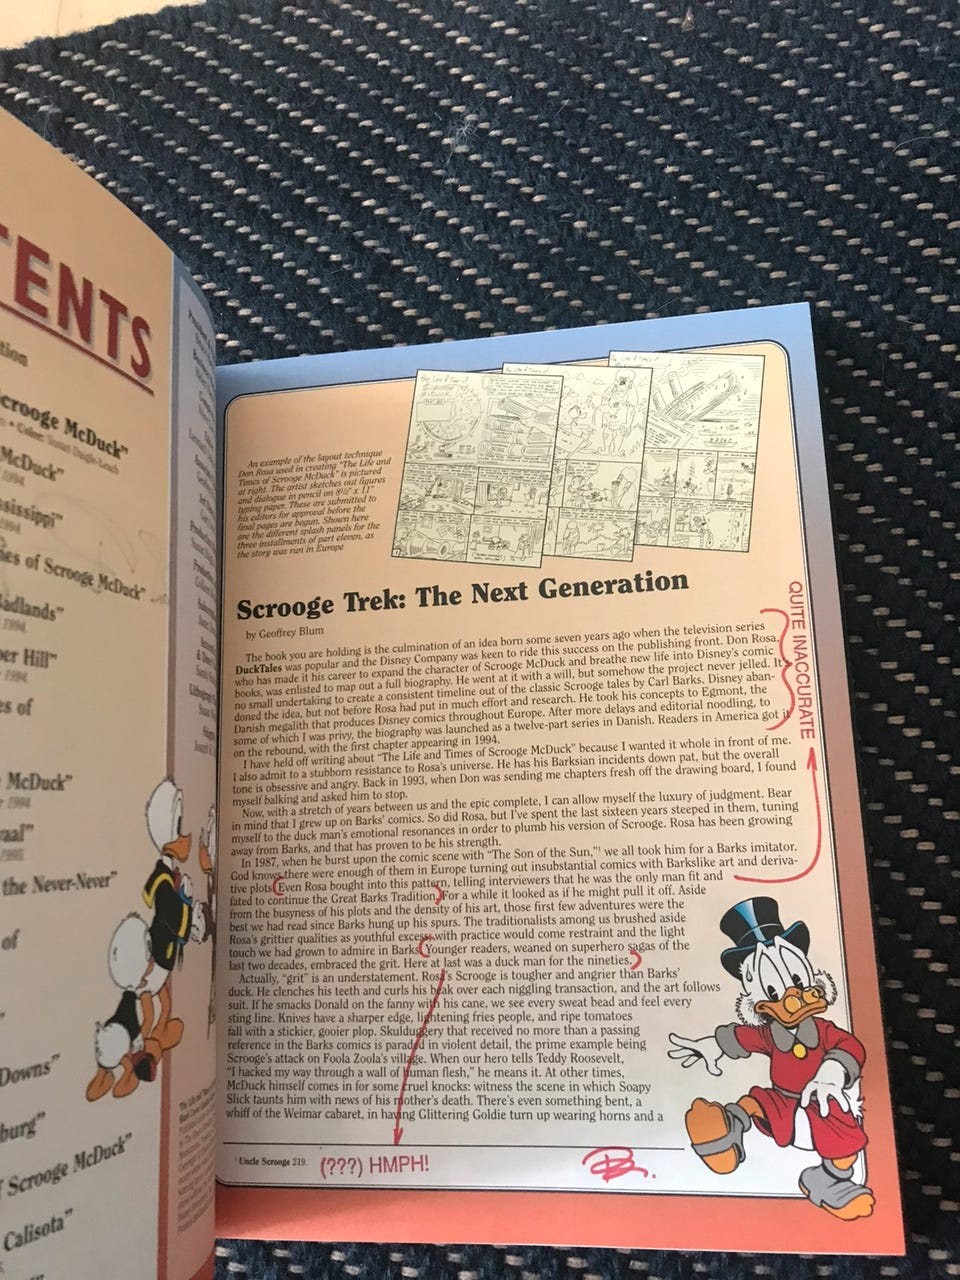 TENTS
tion
Scrooge McDuck"
McDuck"
1994
ssissippi"
1994
es of Scrooge McDuck"
Badlands"
1994
per Hill"
es of
McDuck"
1994
raal"
the Never-Never"
of
Downs"
burg"
f Scrooge McDuck"
Calisota"
An example of the layout technique
Don Rosa used in creating "The Life and
Times of Scrooge McDuck" is pictured
at right. The artist sketches out figures
and dialogue in pencil on 8½" x 11"
typing paper. These are submitted to
his editors for approval before the
final pages are begun. Shown here
are the different splash panels for the
three installments of part eleven, as
the story was run in Europe
Scrooge Trek: The Next Generation
by Geoffrey Blum
The book you are holding is the culmination of an idea born some seven years ago when the television series
DuckTales was popular and the Disney Company was keen to ride this success on the publishing front. Don Rosa,
who has made it his career to expand the character of Scrooge McDuck and breathe new life into Disney's comic
books, was enlisted to map out a full biography. He went at it with a will, but somehow the project never jelled. It's
no small undertaking to create a consistent timeline out of the classic Scrooge tales by Carl Barks. Disney aban-
doned the idea, but not before Rosa had put in much effort and research. He took his concepts to Egmont, the
Danish megalith that produces Disney comics throughout Europe. After more delays and editorial noodling, to
some of which I was privy, the biography was launched as a twelve-part series in Danish. Readers in America got it
on the rebound, with the first chapter appearing in 1994.
I have held off writing about "The Life and Times of Scrooge McDuck" because I wanted it whole in front of me.
I also admit to a stubborn resistance to Rosa's universe. He has his Barksian incidents down pat, but the overall
tone is obsessive and angry. Back in 1993, when Don was sending me chapters fresh off the drawing board, I found
myself balking and asked him to stop.
Now, with a stretch of years between us and the epic complete, I can allow myself the luxury of judgment. Bear
in mind that I grew up on Barks' comics. So did Rosa, but I've spent the last sixteen years steeped in them, tuning
myself to the duck man's emotional resonances in order to plumb his version of Scrooge. Rosa has been growing
away from Barks, and that has proven to be his strength.
In 1987, when he burst upon the comic scene with "The Son of the Sun,"¹ we all took him for a Barks imitator.
God knows there were enough of them in Europe turning out insubstantial comics with Barkslike art and deriva-
tive plots. Even Rosa bought into this pattern, telling interviewers that he was the only man fit and
fated to continue the Great Barks Tradition. For a while it looked as if he might pull it off. Aside
from the busyness of his plots and the density of his art, those first few adventures were the
best we had read since Barks hung up his spurs. The traditionalists among us brushed aside
Rosa's grittier qualities as youthful excess; with practice would come restraint and the light
touch we had grown to admire in Barks. Younger readers, weaned on superhero sagas of the
last two decades, embraced the grit. Here at last was a duck man for the nineties.
Actually, "grit" is an understatement. Rosa's Scrooge is tougher and angrier than Barks'
duck. He clenches his teeth and curls his beak over each niggling transaction, and the art follows
suit. If he smacks Donald on the fanny with his cane, we see every sweat bead and feel every
sting line. Knives have a sharper edge, lightening fries people, and ripe tomatoes
fall with a stickier, gooier plop. Skulduggery that received no more than a passing
reference in the Barks comics is paraded in violent detail, the prime example being
Scrooge's attack on Foola Zoola's village. When our hero tells Teddy Roosevelt,
"I hacked my way through a wall of human flesh," he means it. At other times,
McDuck himself comes in for some cruel knocks: witness the scene in which Soapy
Slick taunts him with news of his mother's death. There's even something bent, a
whiff of the Weimar cabaret, in having Glittering Goldie turn up wearing horns and a
¹ Uncle Scrooge 219.
(???) HMPH!
QUITE INACCURATE